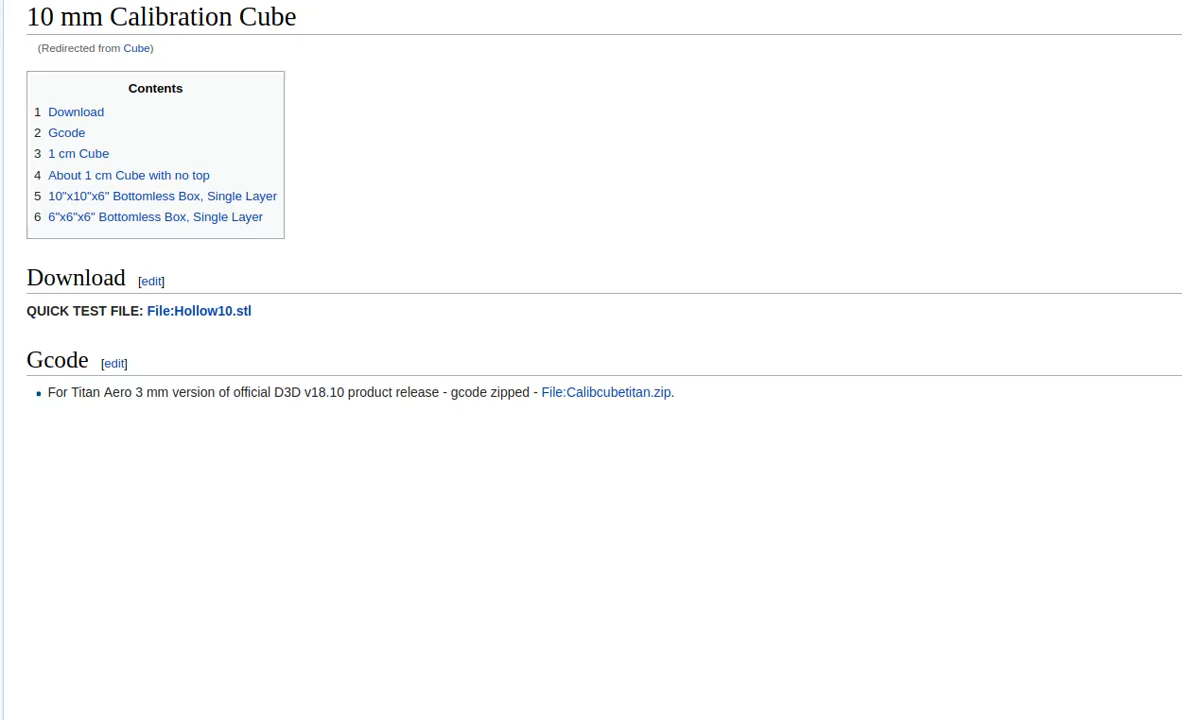 10 mm Calibration Cube
(Redirected from Cube)
Contents
1 Download
2 Gcode
3 1 cm Cube
4 About 1 cm Cube with no top
5 10"x10"x6" Bottomless Box, Single Layer
6 6"x6"x6" Bottomless Box, Single Layer
Download [edit]
QUICK TEST FILE: File:Hollow10.stl
Gcode [edit]
• For Titan Aero 3 mm version of official D3D v18.10 product release - gcode zipped - File:Calibcubetitan.zip.